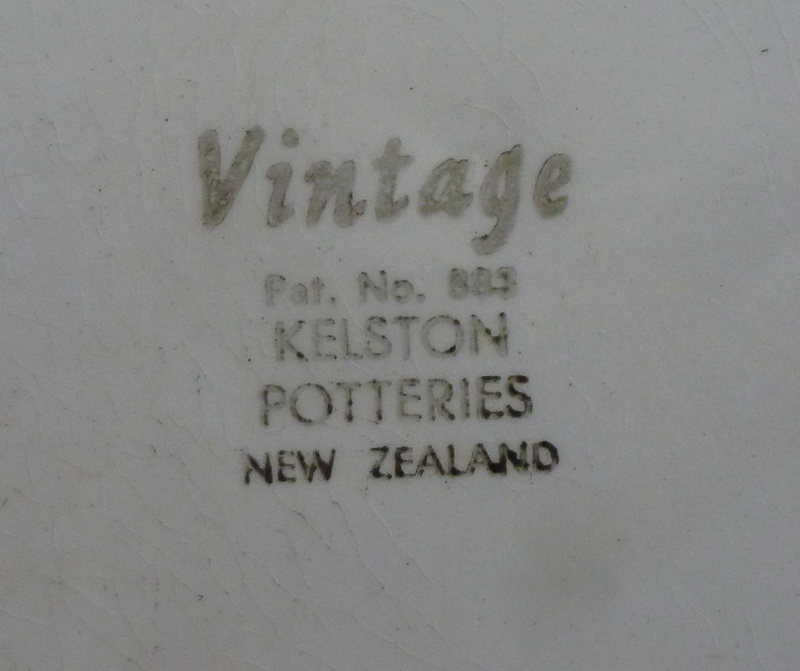 Vintage
Pat. No. 883
KELSTON
POTTERIES
NEW ZEALAND